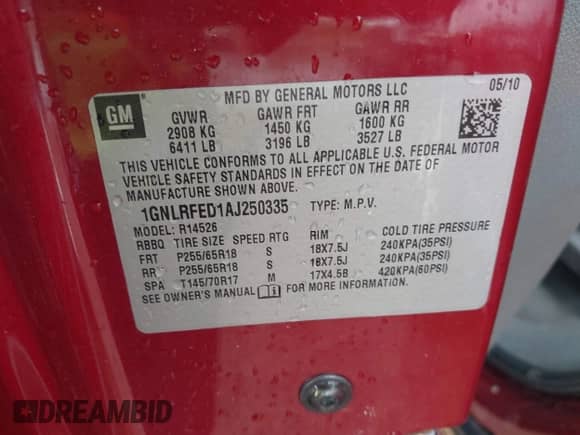 MFD BY GENERAL MOTORS LLC 05/10
GM
GVWR GAWR FRT GAWR RR
2908 KG 1450 KG 1600 KG
6411 LB 3196 LB 3527 LB
THIS VEHICLE CONFORMS TO ALL APPLICABLE U.S. FEDERAL MOTOR
VEHICLE SAFETY STANDARDS IN EFFECT ON THE DATE OF
MANUFACTURE SHOWN ABOVE.
1GNLRFED1AJ250335 TYPE: M.P.V.
MODEL: R14526
RBBQ TIRE SIZE SPEED RTG RIM COLD TIRE PRESSURE
FRT P255/65R18 S 18X7.5J 240KPA(35PSI)
RR P255/65R18 S 18X7.5J 240KPA(35PSI)
SPA T145/70R17 M 17X4.5B 420KPA(60PSI)
SEE OWNER'S MANUAL i FOR MORE INFORMATION.
DREAMBID